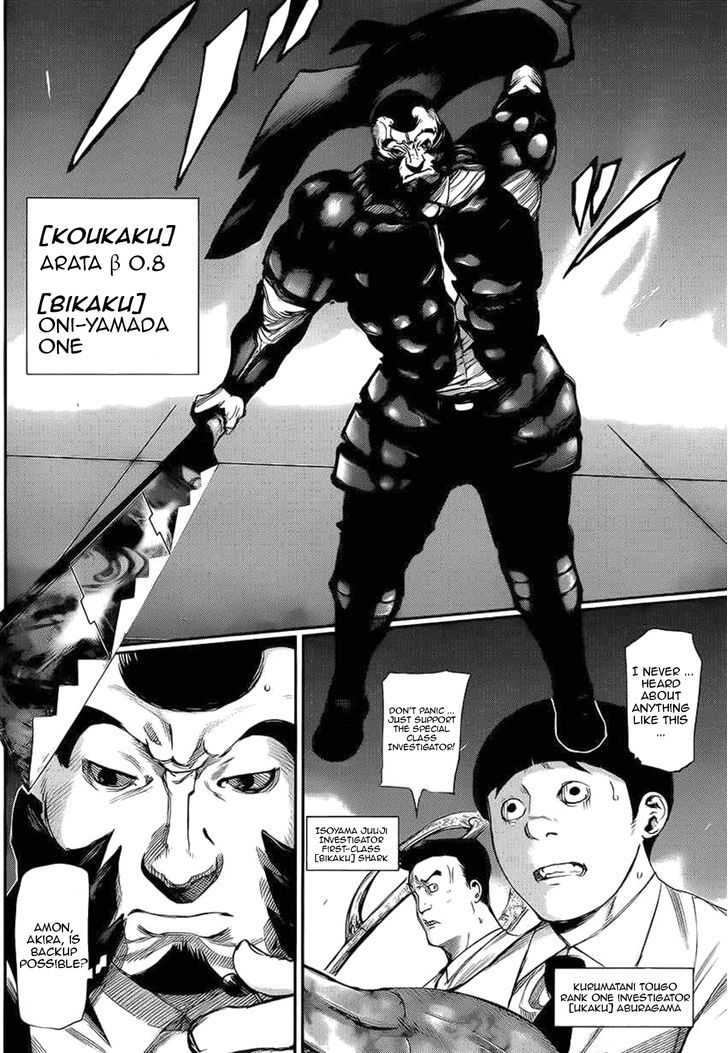 [KOUKAKU]
ARATA β 0.8
[BIKAKU]
ONI-YAMADA
ONE
I NEVER ...
HEARD
ABOUT
ANYTHING
LIKE THIS
...
DON'T PANIC ...
JUST SUPPORT
THE SPECIAL
CLASS
INVESTIGATOR!
ISOYAMA JUUJI
INVESTIGATOR
FIRST-CLASS
[BIKAKU] SHARK
AMON,
AKIRA, IS
BACKUP
POSSIBLE?
KURUMATANI TOUGO
RANK ONE INVESTIGATOR
[UKAKU] ABURAGAMA